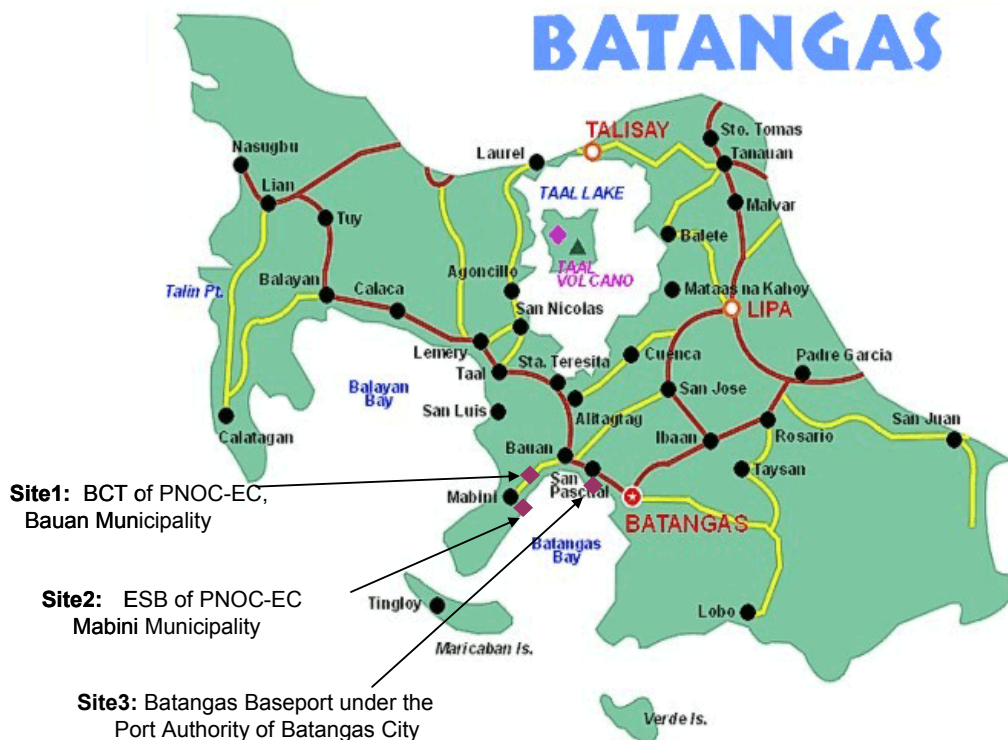 BATANGAS
TALISAY
Sto. Tomas
Nasugbu
Laurel
Tanauan
Lian
TAAL LAKE
Malvar
Tuy
Balete
Agoncillo
TAAL
VOLCANO
Balayan
Calaca
Talin Pt.
Mataas na Kahoy
San Nicolas
LIPA
Lemery
Sta. Teresita
Cuenca
Padre Garcia
Taal
Balayan
Bay
San Jose
San Luis
Alitagtag
San Juan
Calatagan
Bauan
Ibaan
Rosario
Taysan
San
Pascual
Site1: BCT of PNOC-EC,
Bauan Municipality
Mabini
BATANGAS
Batangas
Bay
Site2: ESB of PNOC-EC
Mabini Municipality
Tingloy
Lobo
Maricaban Is.
Site3: Batangas Baseport under the
Port Authority of Batangas City
Verde Is.